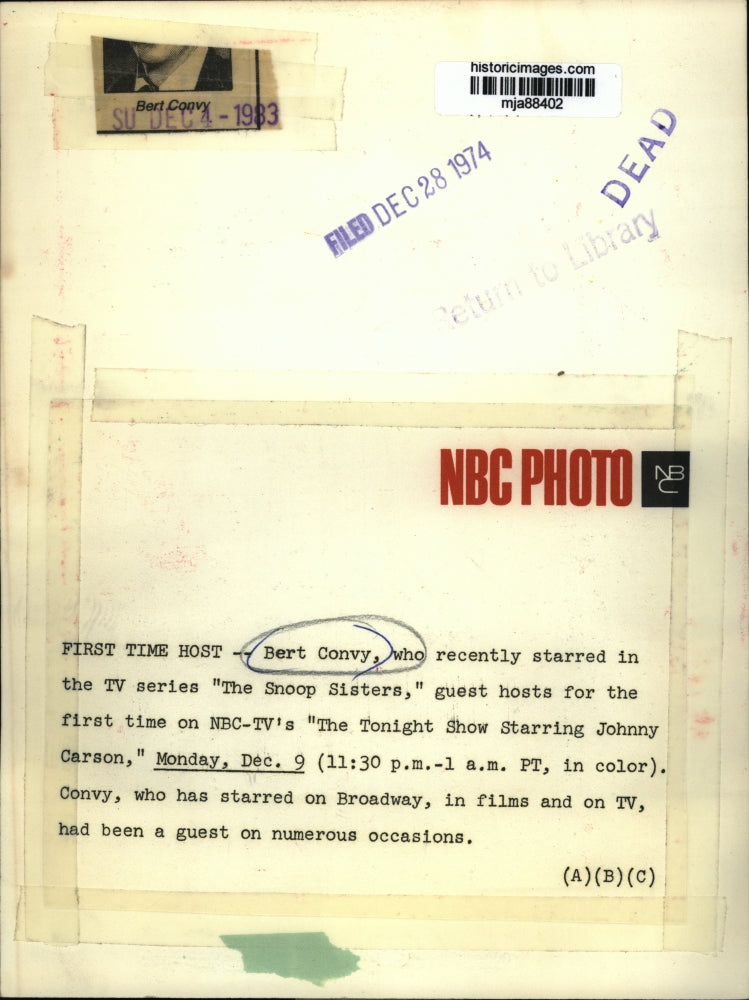 Bert Convy
SU DEC 4 - 1983
historicimages.com
mja88402
FILED DEC 28 1974
DEAD
Return to Library
NBC PHOTO
NBC
FIRST TIME HOST -- Bert Convy, who recently starred in
the TV series "The Snoop Sisters," guest hosts for the
first time on NBC-TV's "The Tonight Show Starring Johnny
Carson," Monday, Dec. 9 (11:30 p.m.-1 a.m. PT, in color).
Convy, who has starred on Broadway, in films and on TV,
had been a guest on numerous occasions.
(A)(B)(C)